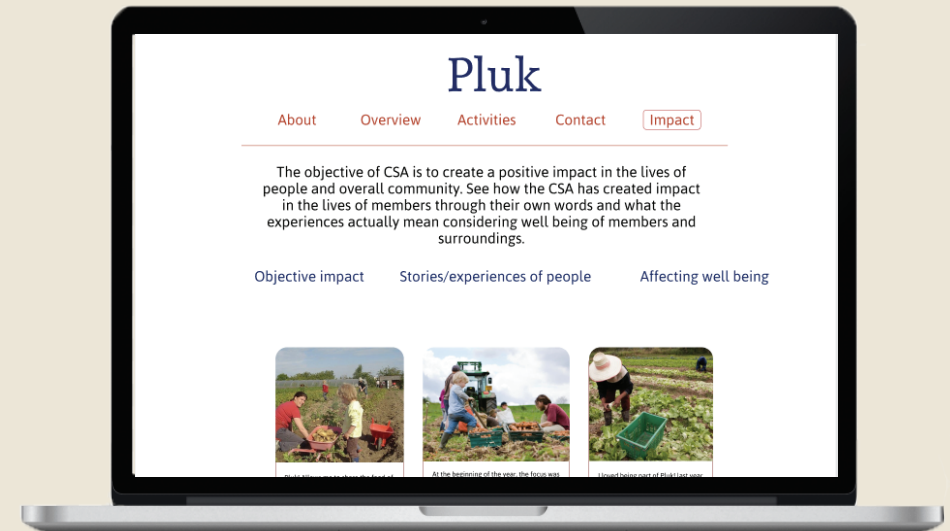 Pluk
About Overview Activities Contact Impact
The objective of CSA is to create a positive impact in the lives of
people and overall community. See how the CSA has created impact
in the lives of members through their own words and what the
experiences actually mean considering well being of members and
surroundings.
Objective impact Stories/experiences of people Affecting well being
At the beginning of the year, the focus was
I loved being part of Pluk! last year